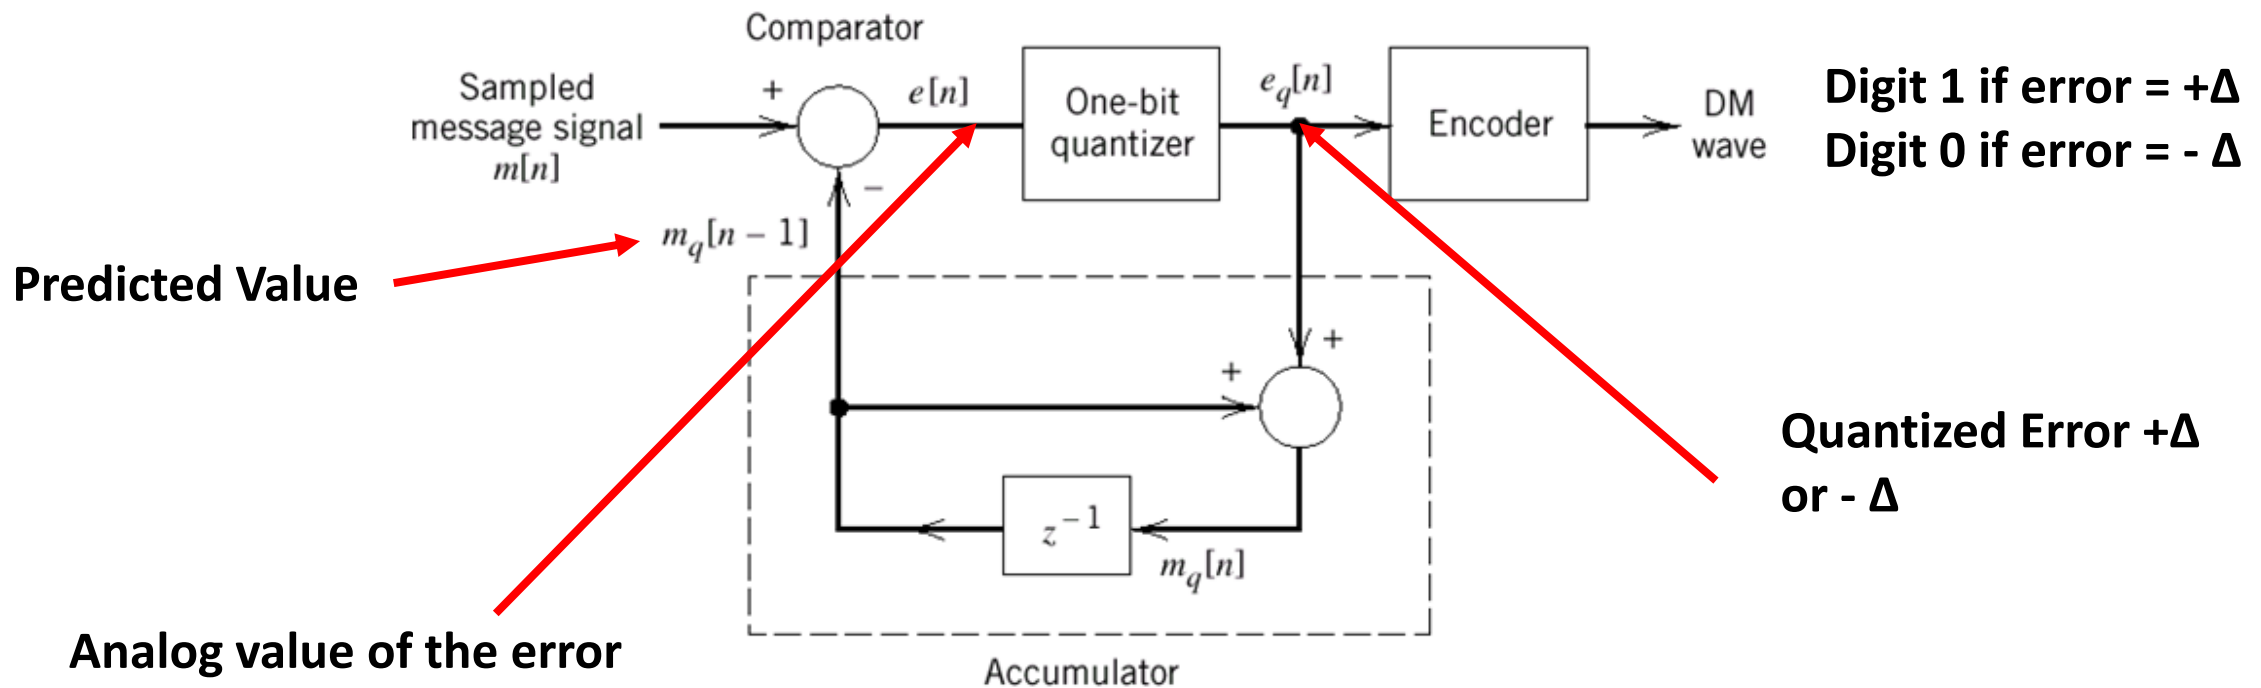 Comparator
Sampled
message signal
m[n]
+
e[n]
One-bit
quantizer
e_q[n]
Encoder
DM
wave
Digit 1 if error = +Δ
Digit 0 if error = - Δ
−
m_q[n − 1]
Predicted Value
+
+
Quantized Error +Δ
or - Δ
z^−1
m_q[n]
Analog value of the error
Accumulator